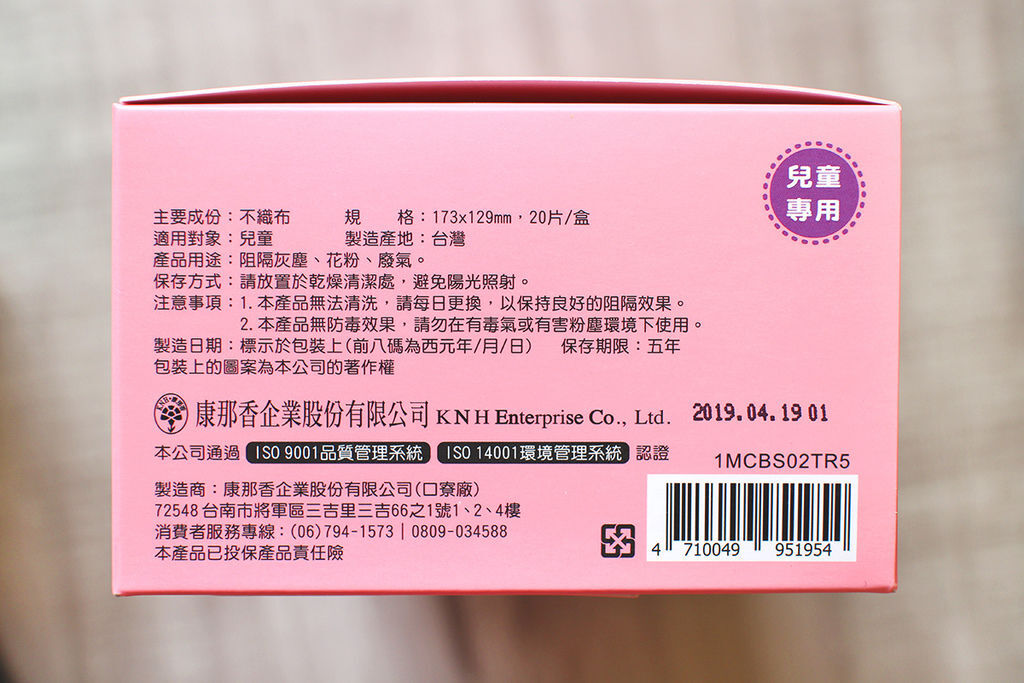 兒童
專用
主要成份：不織布 規 格：173x129mm，20片/盒
適用對象：兒童 製造產地：台灣
產品用途：阻隔灰塵、花粉、廢氣。
保存方式：請放置於乾燥清潔處，避免陽光照射。
注意事項：1.本產品無法清洗，請每日更換，以保持良好的阻隔效果。
2.本產品無防毒效果，請勿在有毒氣或有害粉塵環境下使用。
製造日期：標示於包裝上(前八碼為西元年/月/日) 保存期限：五年
包裝上的圖案為本公司的著作權
康那香企業股份有限公司 KNH Enterprise Co., Ltd. 2019.04.19 01
本公司通過 ISO 9001品質管理系統 ISO 14001環境管理系統 認證
1MCBS02TR5
製造商：康那香企業股份有限公司(口寮廠)
72548台南市將軍區三吉里三吉66之1號1、2、4樓
消費者服務專線：(06)794-1573｜0809-034588
本產品已投保產品責任險
4 710049 951954